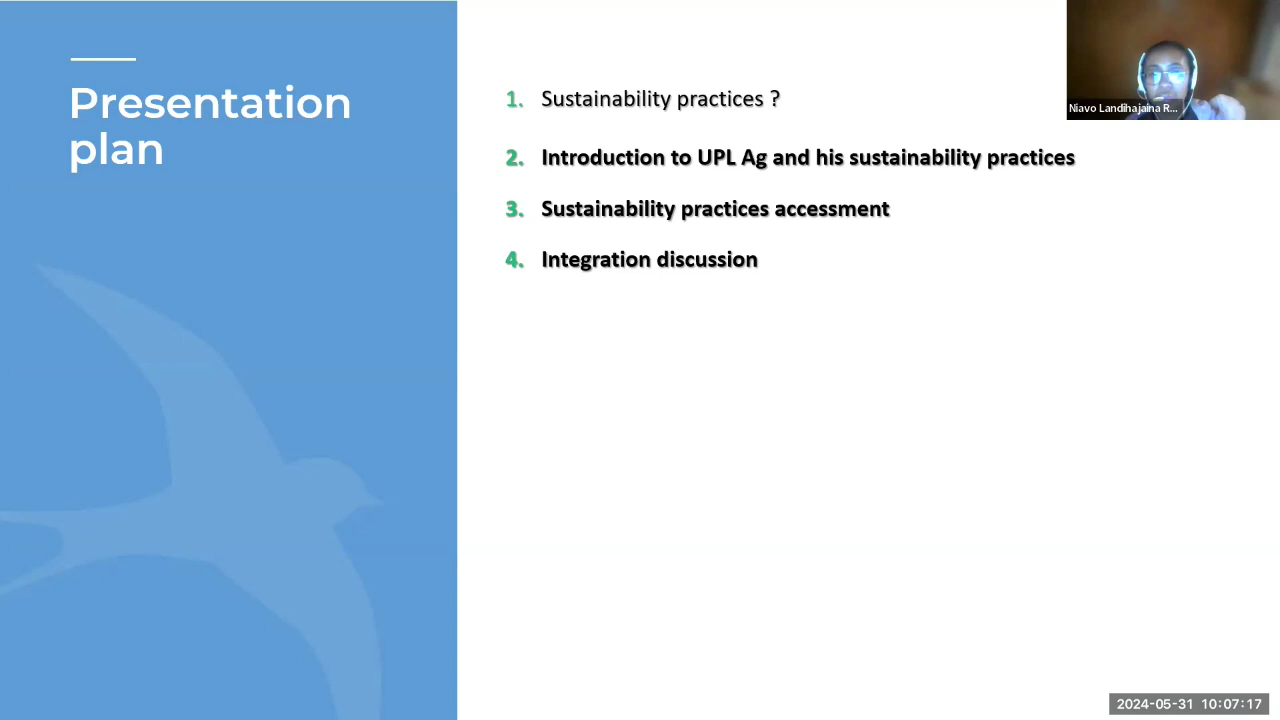 Presentation
plan
1. Sustainability practices ?
2. Introduction to UPL Ag and his sustainability practices
3. Sustainability practices accessment
4. Integration discussion
Niavo Landihajaina R...
2024-05-31 10:07:17